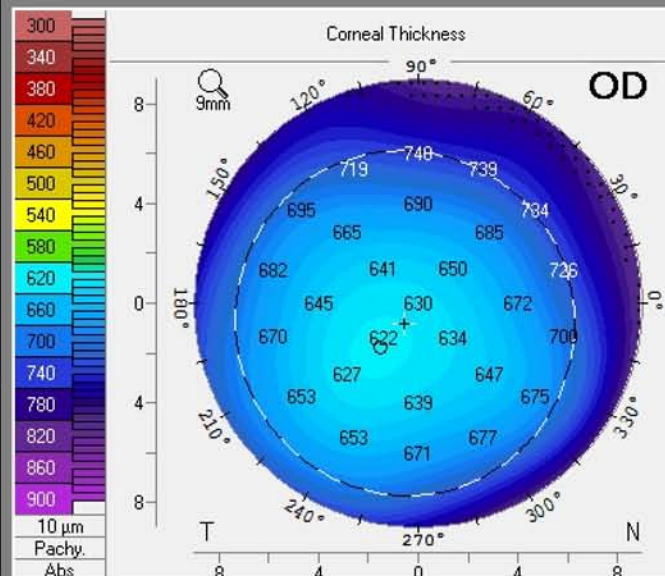 Corneal Thickness
OD
9mm
300
340
380
420
460
500
540
580
620
660
700
740
780
820
860
900
10 µm
Pachy.
Abs
8
4
0
4
8
90°
120°
60°
150°
30°
180°
0°
210°
330°
240°
300°
270°
719 740 739
695 690 734
665 685
682 641 650 726
645 630 672
670 622 634 700
627 647
653 639 675
653 671 677
T N
8 4 0 4 8